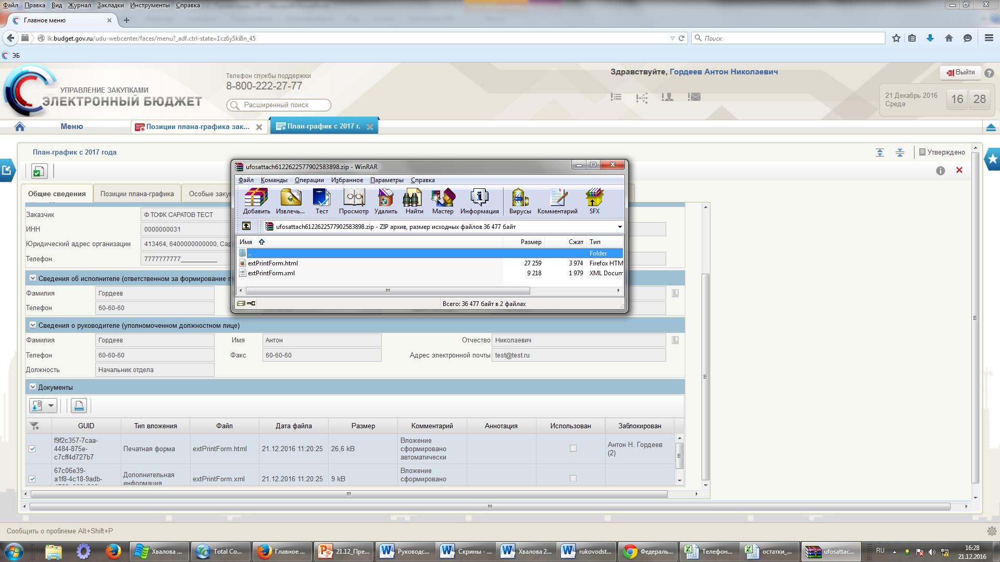 Файл Правка Вид Журнал Закладки Инструменты Справка
Главное меню
lk.budget.gov.ru/udu-webcenter/faces/menu?_adf.ctrl-state=1cz6y5ki8n_45
Поиск
ЭБ
УПРАВЛЕНИЕ ЗАКУПКАМИ
ЭЛЕКТРОННЫЙ БЮДЖЕТ
Телефон службы поддержки
8-800-222-27-77
Расширенный поиск
Здравствуйте, Гордеев Антон Николаевич
Выйти
21 Декабрь 2016
Среда
16 28
Меню
Позиции плана-графика зак...
План-график с 2017 г.
План-график с 2017 года
Утверждено
Общие сведения
Позиции плана-графика
Особые заку
Заказчик Ф ТОФК САРАТОВ ТЕСТ
ИНН 0000000031
Юридический адрес организации 413464, 6400000000000, Сар
Телефон 7777777777___________
Сведения об исполнителе (ответственном за формирование
Фамилия Гордеев
Телефон 60-60-60
Сведения о руководителе (уполномоченном должностном лице)
Фамилия Гордеев Имя Антон Отчество Николаевич
Телефон 60-60-60 Факс 60-60-60 Адрес электронной почты test@test.ru
Должность Начальник отдела
Документы
GUID Тип вложения Файл Дата файла Размер Комментарий Аннотация Использован Заблокирован
f9f2c357-7caa-
4484-875e-
c7cff4d727b7
Печатная форма
extPrintForm.html
21.12.2016 11:20:25
26,6 kB
Вложение
сформировано
автоматически
Антон Н. Гордеев
(2)
67c06e39-
a1f8-4c18-9adb-
Дополнительная
информация
extPrintForm.xml
21.12.2016 11:20:25
9 kB
Вложение
сформировано
ufosattach6122622577902583898.zip - WinRAR
Файл Команды Операции Избранное Параметры Справка
Добавить Извлечь... Тест Просмотр Удалить Найти Мастер Информация Вирусы Комментарий SFX
ufosattach6122622577902583898.zip - ZIP архив, размер исходных файлов 36 477 байт
Имя Размер Сжат Тип
.. Folder
extPrintForm.html 27 259 3 974 Firefox HTM
extPrintForm.xml 9 218 1 979 XML Docum
Всего: 36 477 байт в 2 файлах
Сообщить о проблеме Alt+Shift+P
Хвалова ...
Total Co...
Главное ...
21.12_Пре...
Руководс...
Скрины - ...
Хвалова 2...
rukovodst...
Федераль...
Телефон...
остатки_...
ufosattac...
RU
16:28
21.12.2016